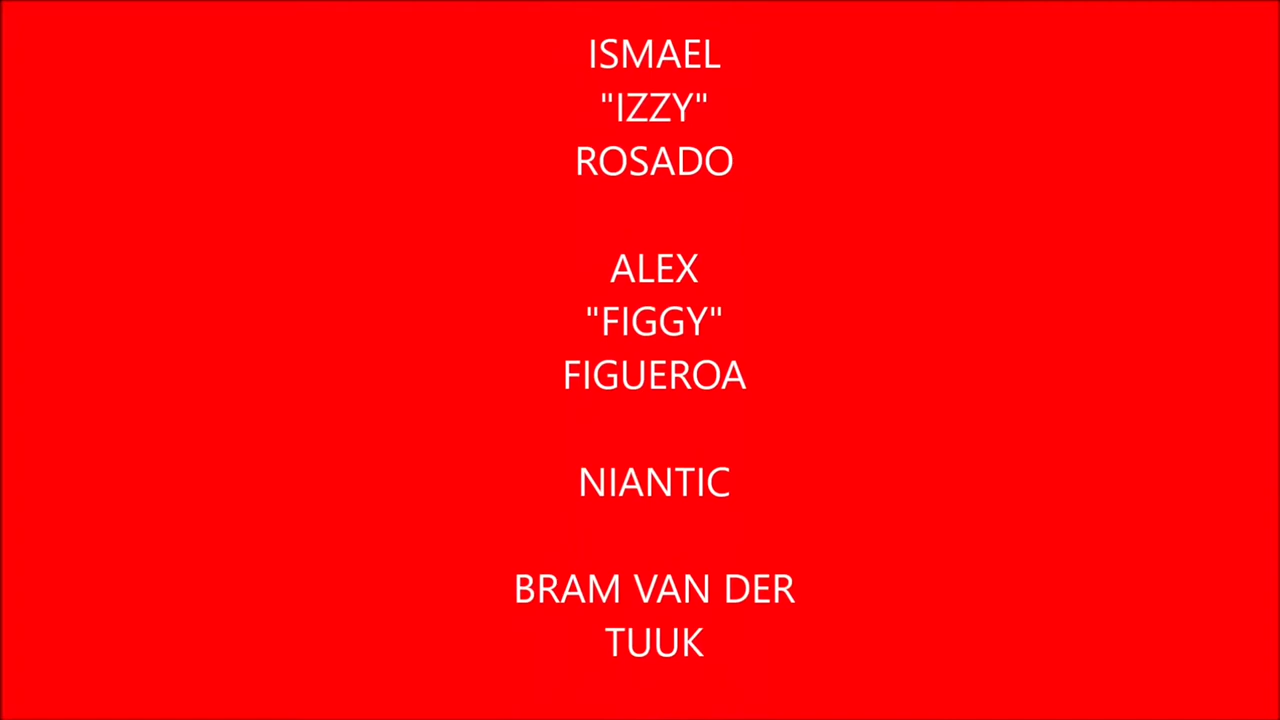 ISMAEL
"IZZY"
ROSADO
ALEX
"FIGGY"
FIGUEROA
NIANTIC
BRAM VAN DER
TUUK